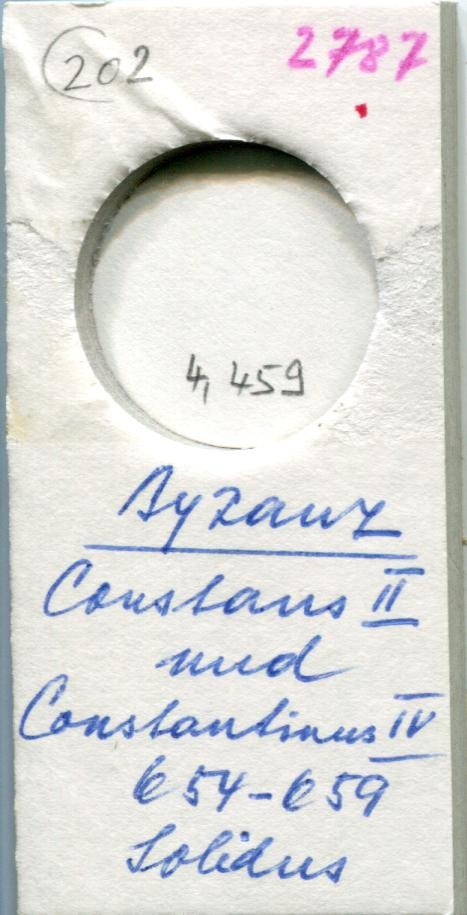 202
2787
4,459
Byzanz
Constans II
und
Constantinus IV
654-659
Solidus